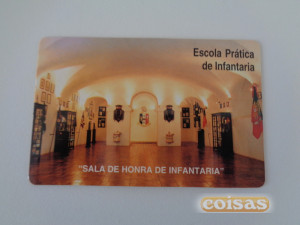 Escola Prática
de Infantaria
"SALA DE HONRA DE INFANTARIA"
coisas